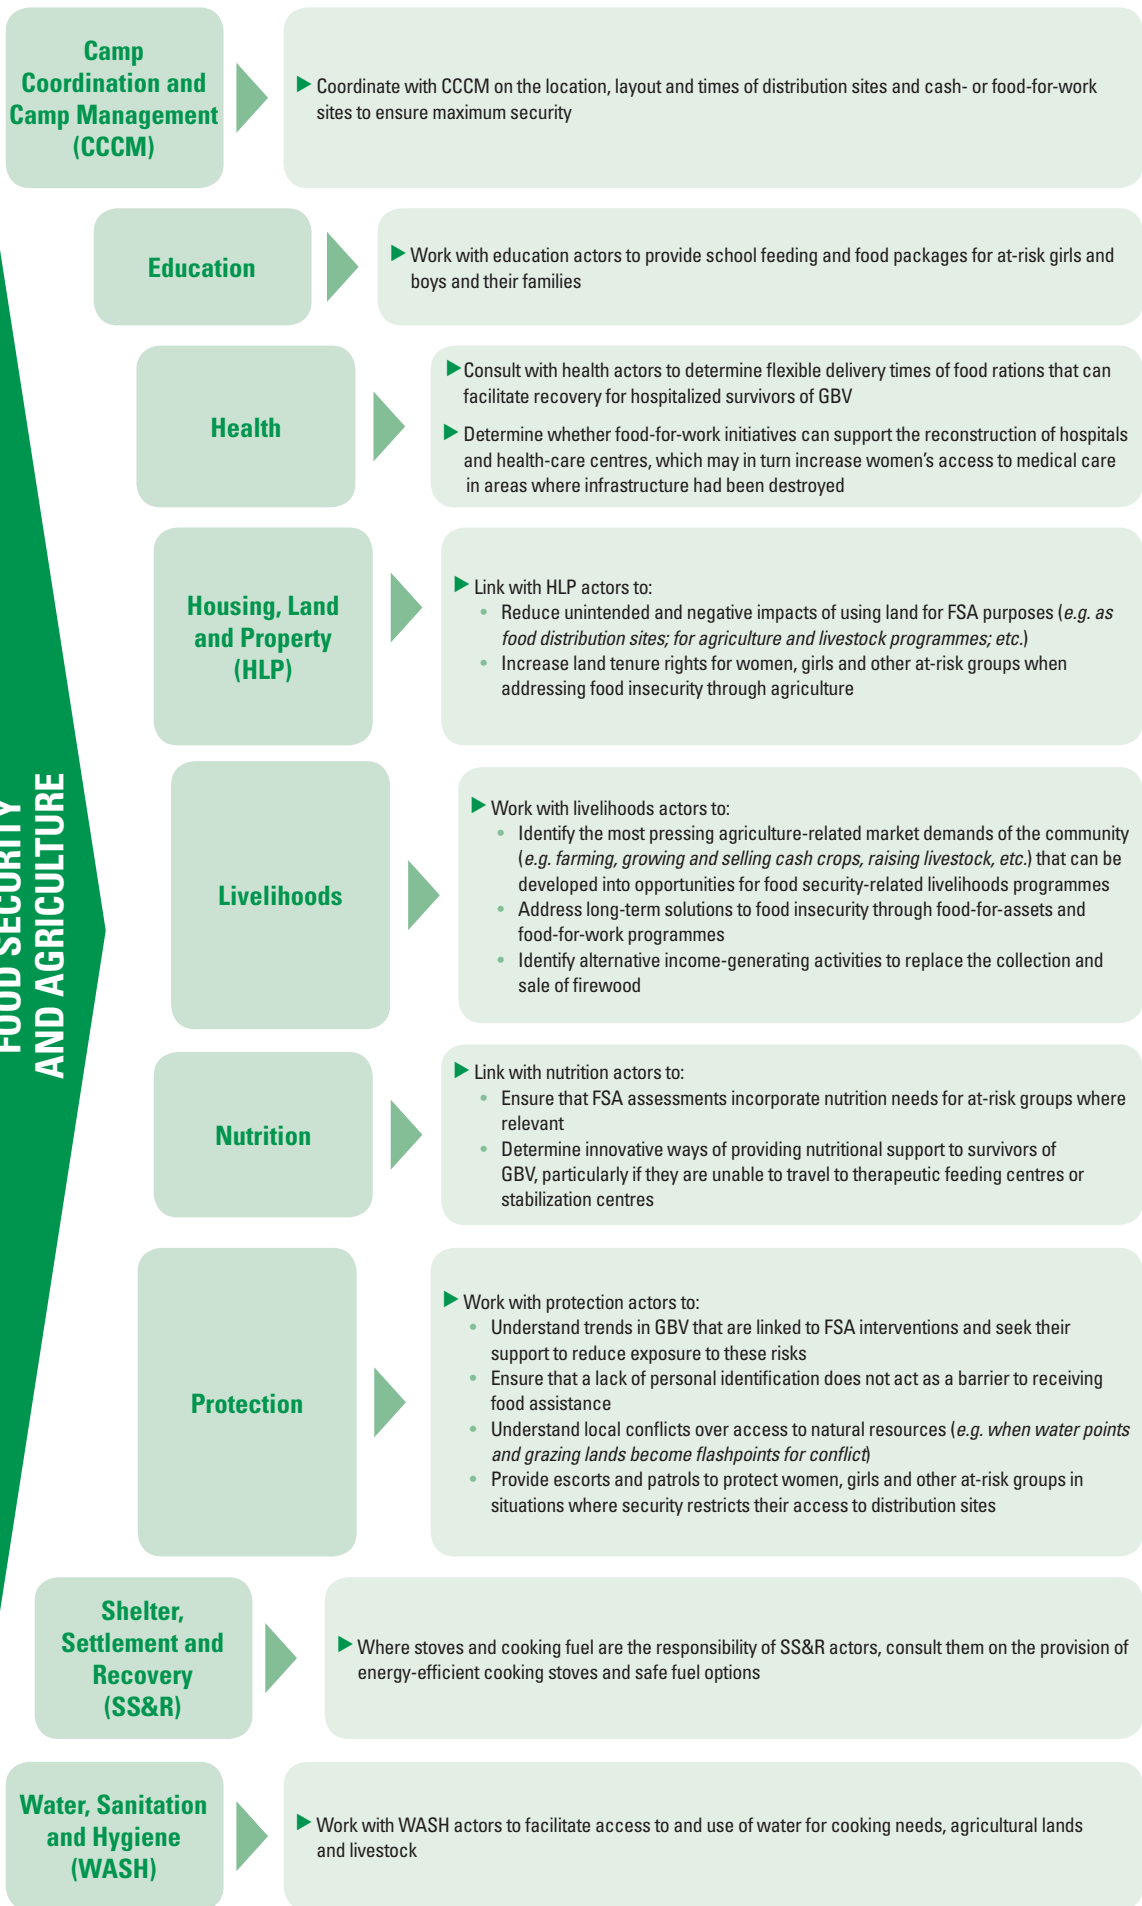 Camp
Coordination and
Camp Management
(CCCM)
▶ Coordinate with CCCM on the location, layout and times of distribution sites and cash- or food-for-work
sites to ensure maximum security
Education
▶ Work with education actors to provide school feeding and food packages for at-risk girls and
boys and their families
Health
▶ Consult with health actors to determine flexible delivery times of food rations that can
facilitate recovery for hospitalized survivors of GBV
▶ Determine whether food-for-work initiatives can support the reconstruction of hospitals
and health-care centres, which may in turn increase women’s access to medical care
in areas where infrastructure had been destroyed
Housing, Land
and Property
(HLP)
▶ Link with HLP actors to:
• Reduce unintended and negative impacts of using land for FSA purposes (e.g. as
food distribution sites; for agriculture and livestock programmes; etc.)
• Increase land tenure rights for women, girls and other at-risk groups when
addressing food insecurity through agriculture
FOOD SECURITY
AND AGRICULTURE
Livelihoods
▶ Work with livelihoods actors to:
• Identify the most pressing agriculture-related market demands of the community
(e.g. farming, growing and selling cash crops, raising livestock, etc.) that can be
developed into opportunities for food security-related livelihoods programmes
• Address long-term solutions to food insecurity through food-for-assets and
food-for-work programmes
• Identify alternative income-generating activities to replace the collection and
sale of firewood
Nutrition
▶ Link with nutrition actors to:
• Ensure that FSA assessments incorporate nutrition needs for at-risk groups where
relevant
• Determine innovative ways of providing nutritional support to survivors of
GBV, particularly if they are unable to travel to therapeutic feeding centres or
stabilization centres
Protection
▶ Work with protection actors to:
• Understand trends in GBV that are linked to FSA interventions and seek their
support to reduce exposure to these risks
• Ensure that a lack of personal identification does not act as a barrier to receiving
food assistance
• Understand local conflicts over access to natural resources (e.g. when water points
and grazing lands become flashpoints for conflict)
• Provide escorts and patrols to protect women, girls and other at-risk groups in
situations where security restricts their access to distribution sites
Shelter,
Settlement and
Recovery
(SS&R)
▶ Where stoves and cooking fuel are the responsibility of SS&R actors, consult them on the provision of
energy-efficient cooking stoves and safe fuel options
Water, Sanitation
and Hygiene
(WASH)
▶ Work with WASH actors to facilitate access to and use of water for cooking needs, agricultural lands
and livestock